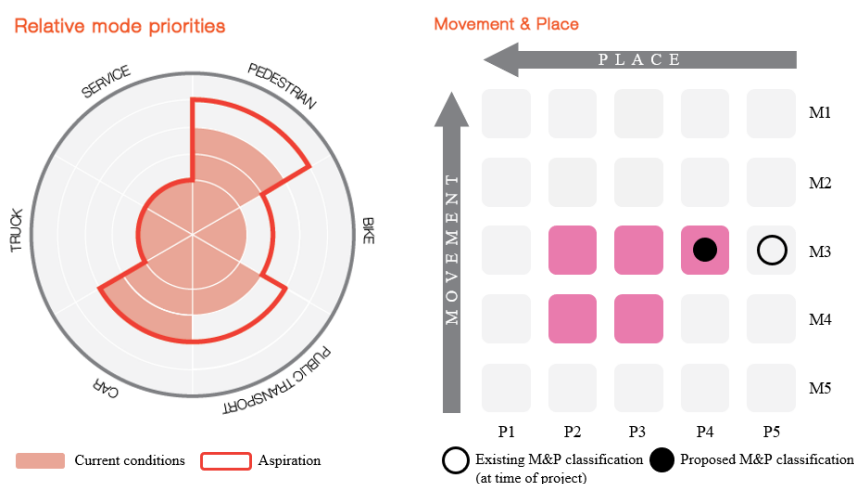 Relative mode priorities
SERVICE
PEDESTRIAN
TRUCK
BIKE
CAR
PUBLIC TRANSPORT
Current conditions
Aspiration
Movement & Place
PLACE
MOVEMENT
M1
M2
M3
M4
M5
P1 P2 P3 P4 P5
Existing M&P classification
(at time of project)
Proposed M&P classification